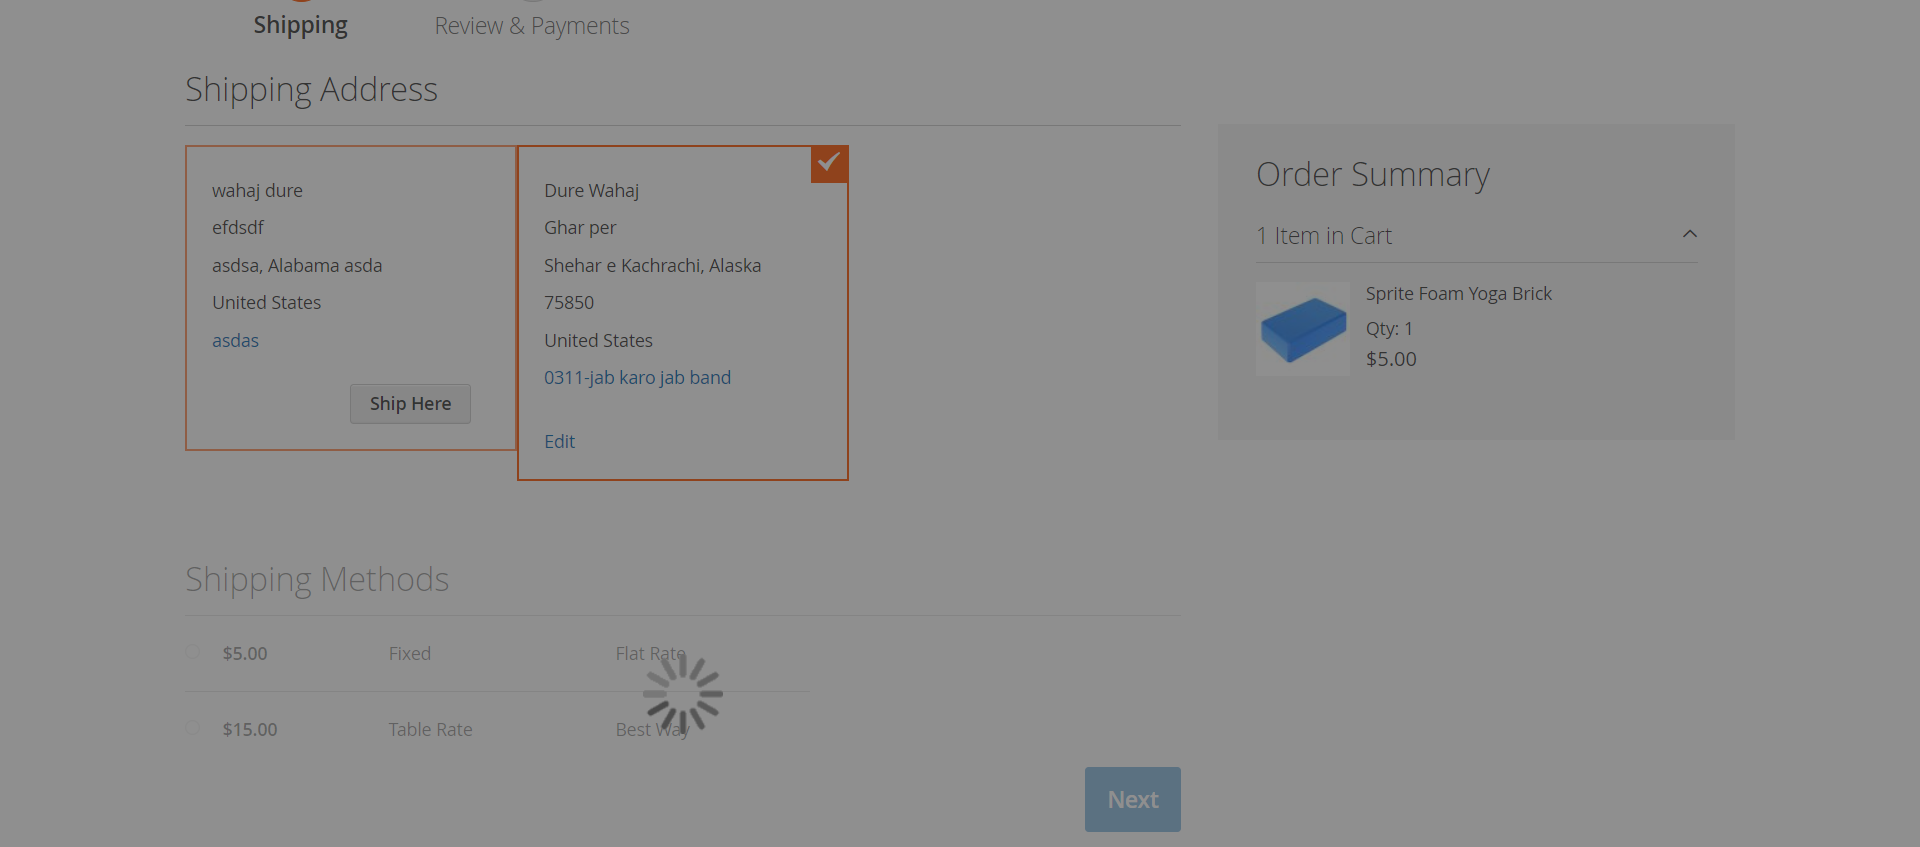 Shipping
Review & Payments
Shipping Address
wahaj dure
efdsdf
asdsa, Alabama asda
United States
asdas
Ship Here
Dure Wahaj
Ghar per
Shehar e Kachrachi, Alaska
75850
United States
0311-jab karo jab band
Edit
Order Summary
1 Item in Cart
Sprite Foam Yoga Brick
Qty: 1
$5.00
Shipping Methods
$5.00 Fixed Flat Rate
$15.00 Table Rate Best Way
Next